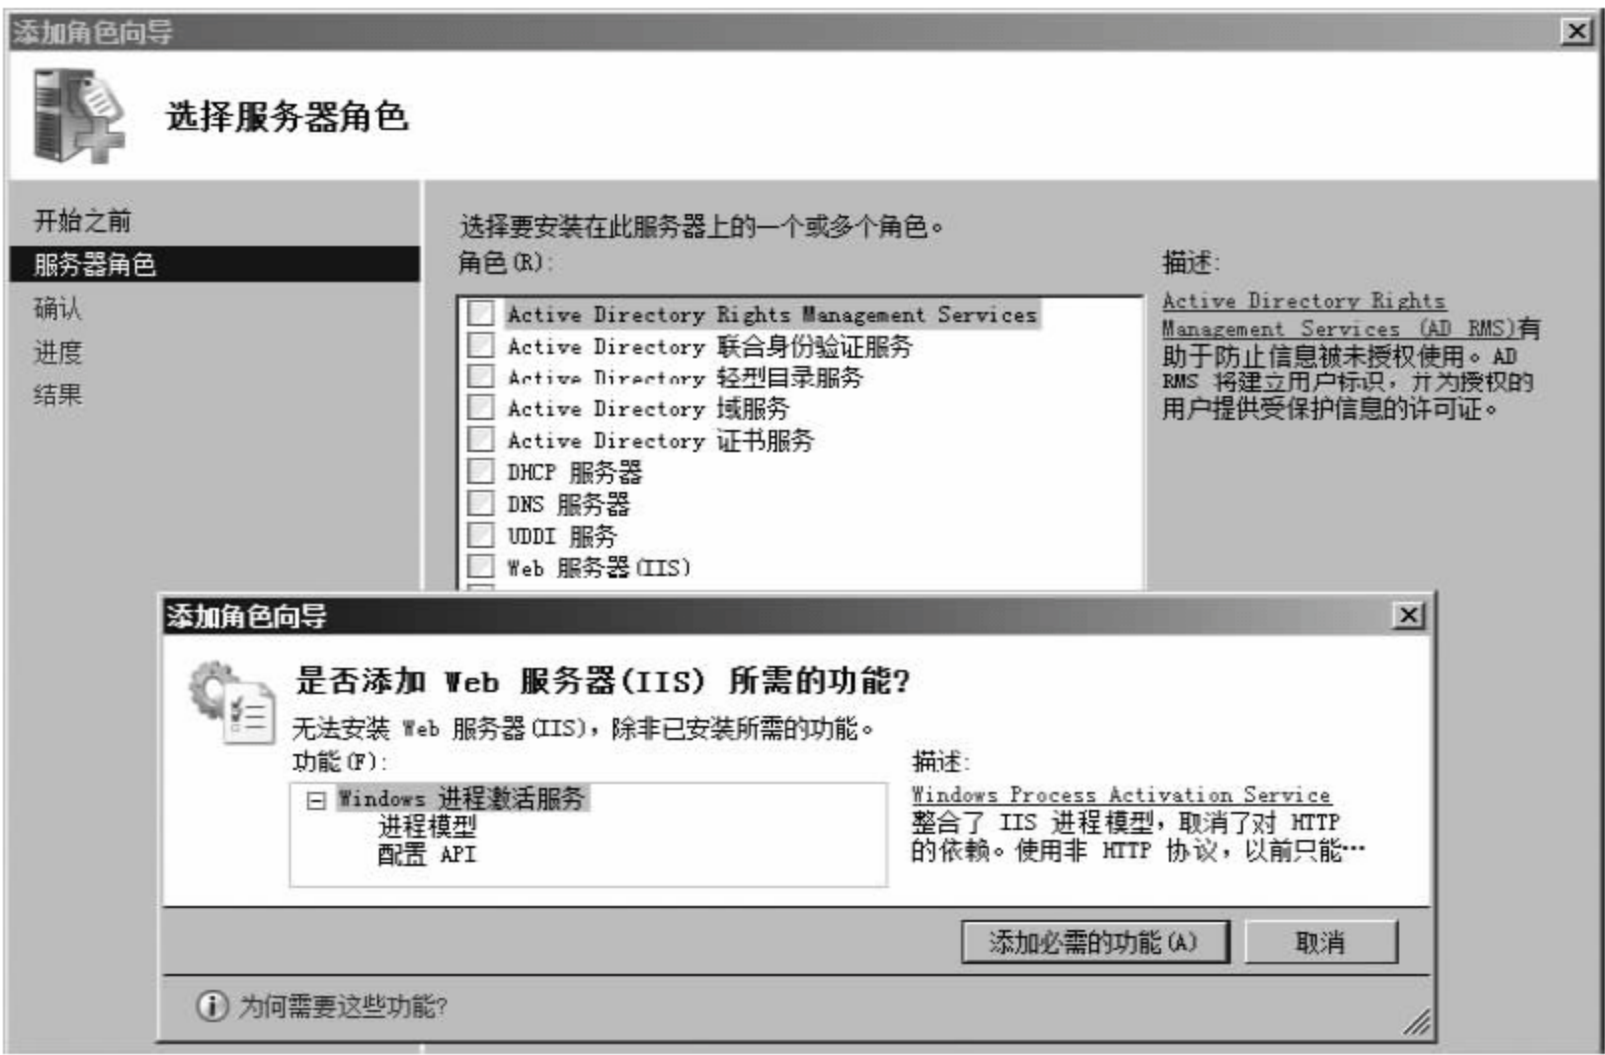 添加角色向导
选择服务器角色
开始之前
服务器角色
确认
进度
结果
选择要安装在此服务器上的一个或多个角色。
角色(R):
Active Directory Rights Management Services
Active Directory 联合身份验证服务
Active Directory 轻型目录服务
Active Directory 域服务
Active Directory 证书服务
DHCP 服务器
DNS 服务器
UDDI 服务
Web 服务器(IIS)
描述:
Active Directory Rights
Management Services (AD RMS)有
助于防止信息被未授权使用。AD
RMS 将建立用户标识，并为授权的
用户提供受保护信息的许可证。
添加角色向导
是否添加 Web 服务器(IIS) 所需的功能?
无法安装 Web 服务器(IIS)，除非已安装所需的功能。
功能(F):
Windows 进程激活服务
进程模型
配置 API
描述:
Windows Process Activation Service
整合了 IIS 进程模型，取消了对 HTTP
的依赖。使用非 HTTP 协议，以前只能…
添加必需的功能(A)
取消
为何需要这些功能?